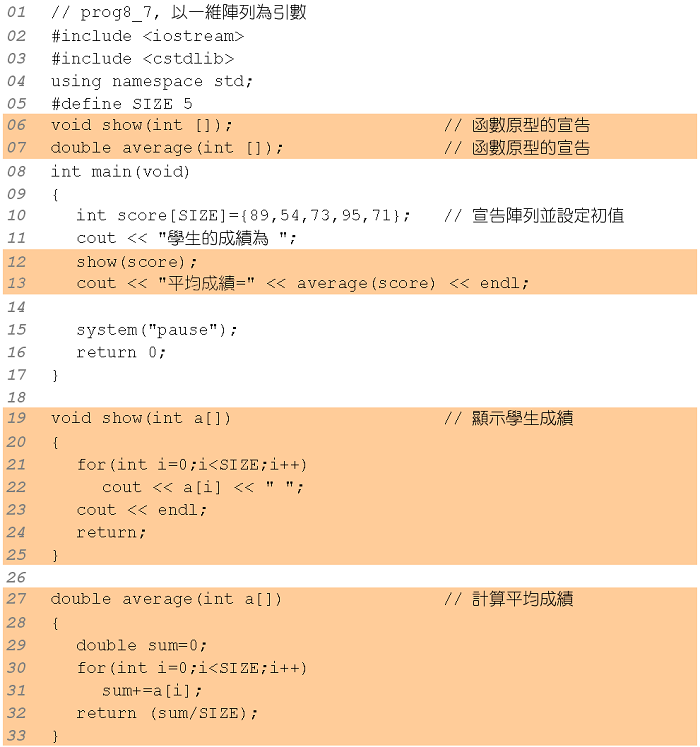 01 // prog8_7, 以一維陣列為引數
02 #include <iostream>
03 #include <cstdlib>
04 using namespace std;
05 #define SIZE 5
06 void show(int []); // 函數原型的宣告
07 double average(int []); // 函數原型的宣告
08 int main(void)
09 {
10 int score[SIZE]={89,54,73,95,71}; // 宣告陣列並設定初值
11 cout << "學生的成績為 ";
12 show(score);
13 cout << "平均成績=" << average(score) << endl;
14
15 system("pause");
16 return 0;
17 }
18
19 void show(int a[]) // 顯示學生成績
20 {
21 for(int i=0;i<SIZE;i++)
22 cout << a[i] << " ";
23 cout << endl;
24 return;
25 }
26
27 double average(int a[]) // 計算平均成績
28 {
29 double sum=0;
30 for(int i=0;i<SIZE;i++)
31 sum+=a[i];
32 return (sum/SIZE);
33 }